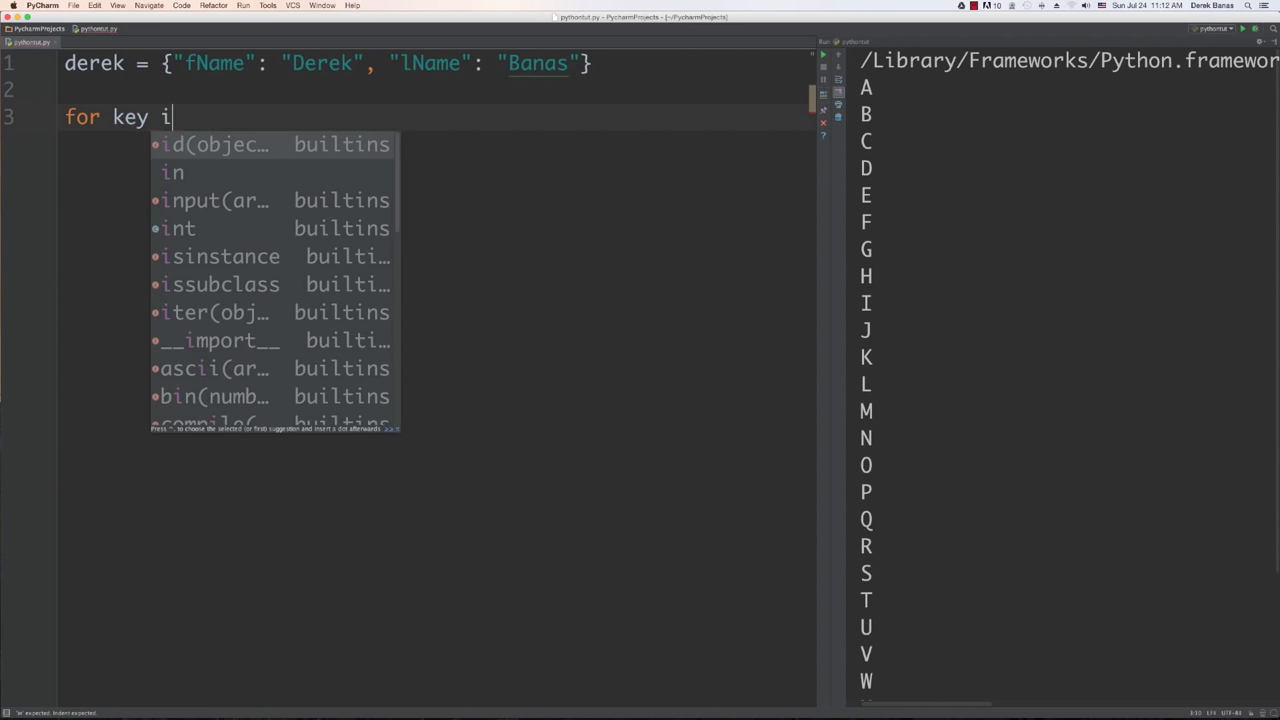 PyCharm File Edit View Navigate Code Refactor Run Tools VCS Window Help 10 Sun Jul 24 11:12 AM Derek Banas
pythontut.py - PycharmProjects - [~/PycharmProjects]
PycharmProjects pythontut.py pythontut
pythontut.py
Run: pythontut
1 derek = {"fName": "Derek", "lName": "Banas"}
2
3 for key i
id(objec… builtins
in
input(ar… builtins
int builtins
isinstance builti…
issubclass builti…
iter(obj… builtins
__import__ builti…
ascii(ar… builtins
bin(numb… builtins
compile(
Press ^. to choose the selected (or first) suggestion and insert a dot afterwards >>
/Library/Frameworks/Python.framewor
A
B
C
D
E
F
G
H
I
J
K
L
M
N
O
P
Q
R
S
T
U
V
W
'in' expected. Indent expected.
3:10 LF÷ UTF-8÷